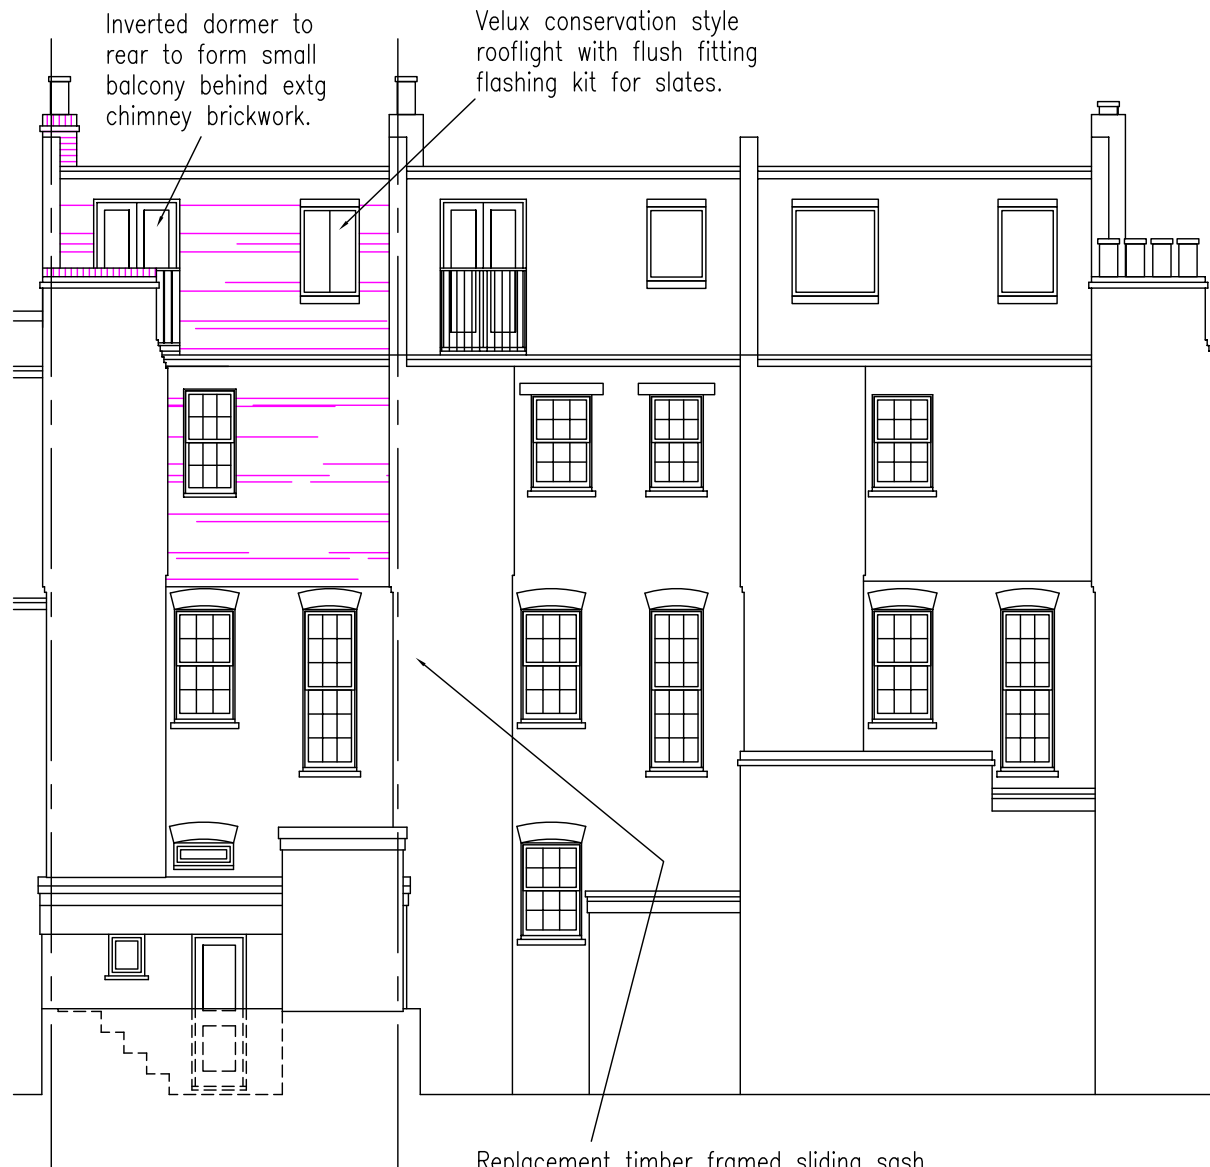 Inverted dormer to
rear to form small
balcony behind extg
chimney brickwork.
Velux conservation style
rooflight with flush fitting
flashing kit for slates.
Replacement timber framed sliding sash